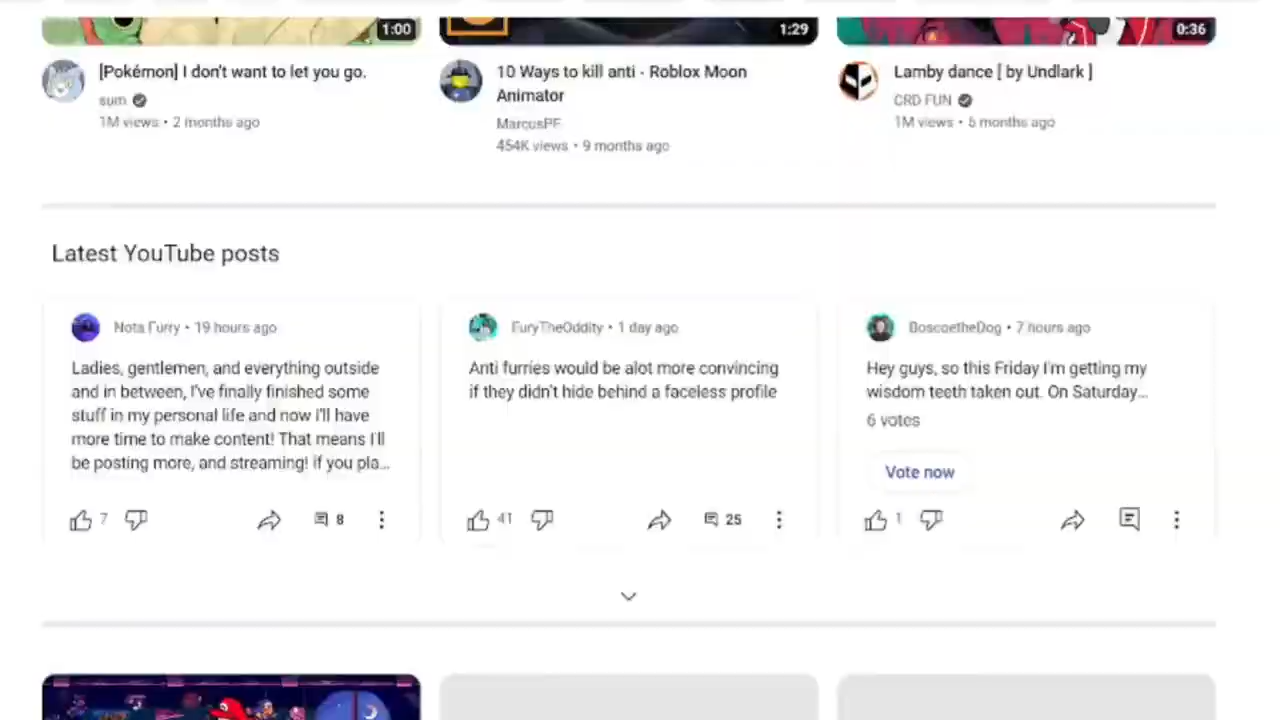 1:00
1:29
0:36
[Pokémon] I don't want to let you go.
sum
1M views • 2 months ago
10 Ways to kill anti - Roblox Moon
Animator
MarcusPF
454K views • 9 months ago
Lamby dance [ by Undlark ]
CRD FUN
1M views • 6 months ago
Latest YouTube posts
Nota Furry • 19 hours ago
Ladies, gentlemen, and everything outside
and in between, I've finally finished some
stuff in my personal life and now I'll have
more time to make content! That means I'll
be posting more, and streaming! If you pla...
7
8
FuryTheOddity • 1 day ago
Anti furries would be alot more convincing
if they didn't hide behind a faceless profile
41
25
BoscoetheDog • 7 hours ago
Hey guys, so this Friday I'm getting my
wisdom teeth taken out. On Saturday...
6 votes
Vote now
1